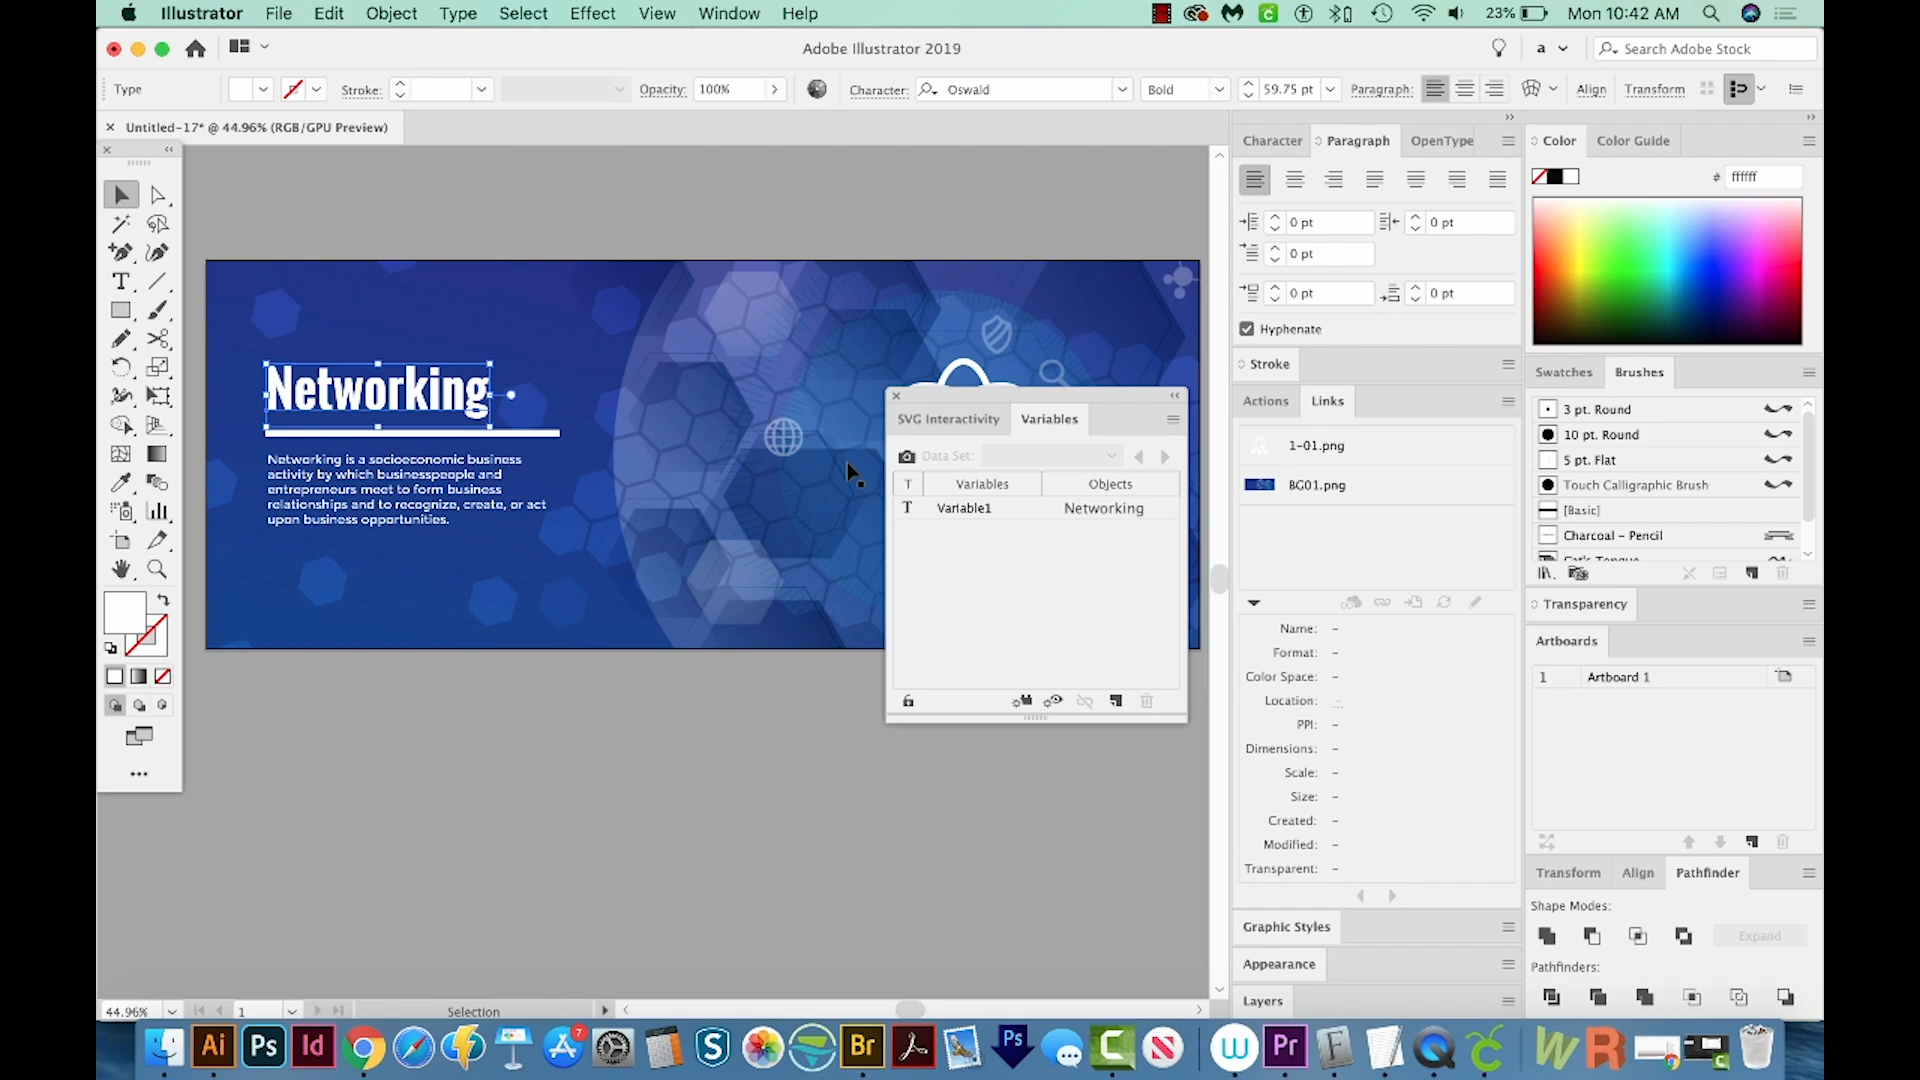 Illustrator File Edit Object Type Select Effect View Window Help
23% Mon 10:42 AM
Adobe Illustrator 2019
a
Search Adobe Stock
Type Stroke: Opacity: 100% Character: Oswald Bold 59.75 pt Paragraph: Align Transform
Untitled-17* @ 44.96% (RGB/GPU Preview)
Networking
Networking is a socioeconomic business
activity by which businesspeople and
entrepreneurs meet to form business
relationships and to recognize, create, or act
upon business opportunities.
SVG Interactivity Variables
Data Set:
T Variables Objects
T Variable1 Networking
Character Paragraph OpenType
0 pt 0 pt
0 pt
0 pt 0 pt
Hyphenate
Stroke
Actions Links
1-01.png
BG01.png
Name: –
Format: –
Color Space: –
Location: –
PPI: –
Dimensions: –
Scale: –
Size: –
Created: –
Modified: –
Transparent: –
Graphic Styles
Appearance
Layers
Color Color Guide
# ffffff
Swatches Brushes
3 pt. Round
10 pt. Round
5 pt. Flat
Touch Calligraphic Brush
[Basic]
Charcoal – Pencil
Transparency
Artboards
1 Artboard 1
Transform Align Pathfinder
Shape Modes:
Expand
Pathfinders:
44.96% 1 Selection
Ai Ps Id 7 S Br Ps C N W Pr F C W R